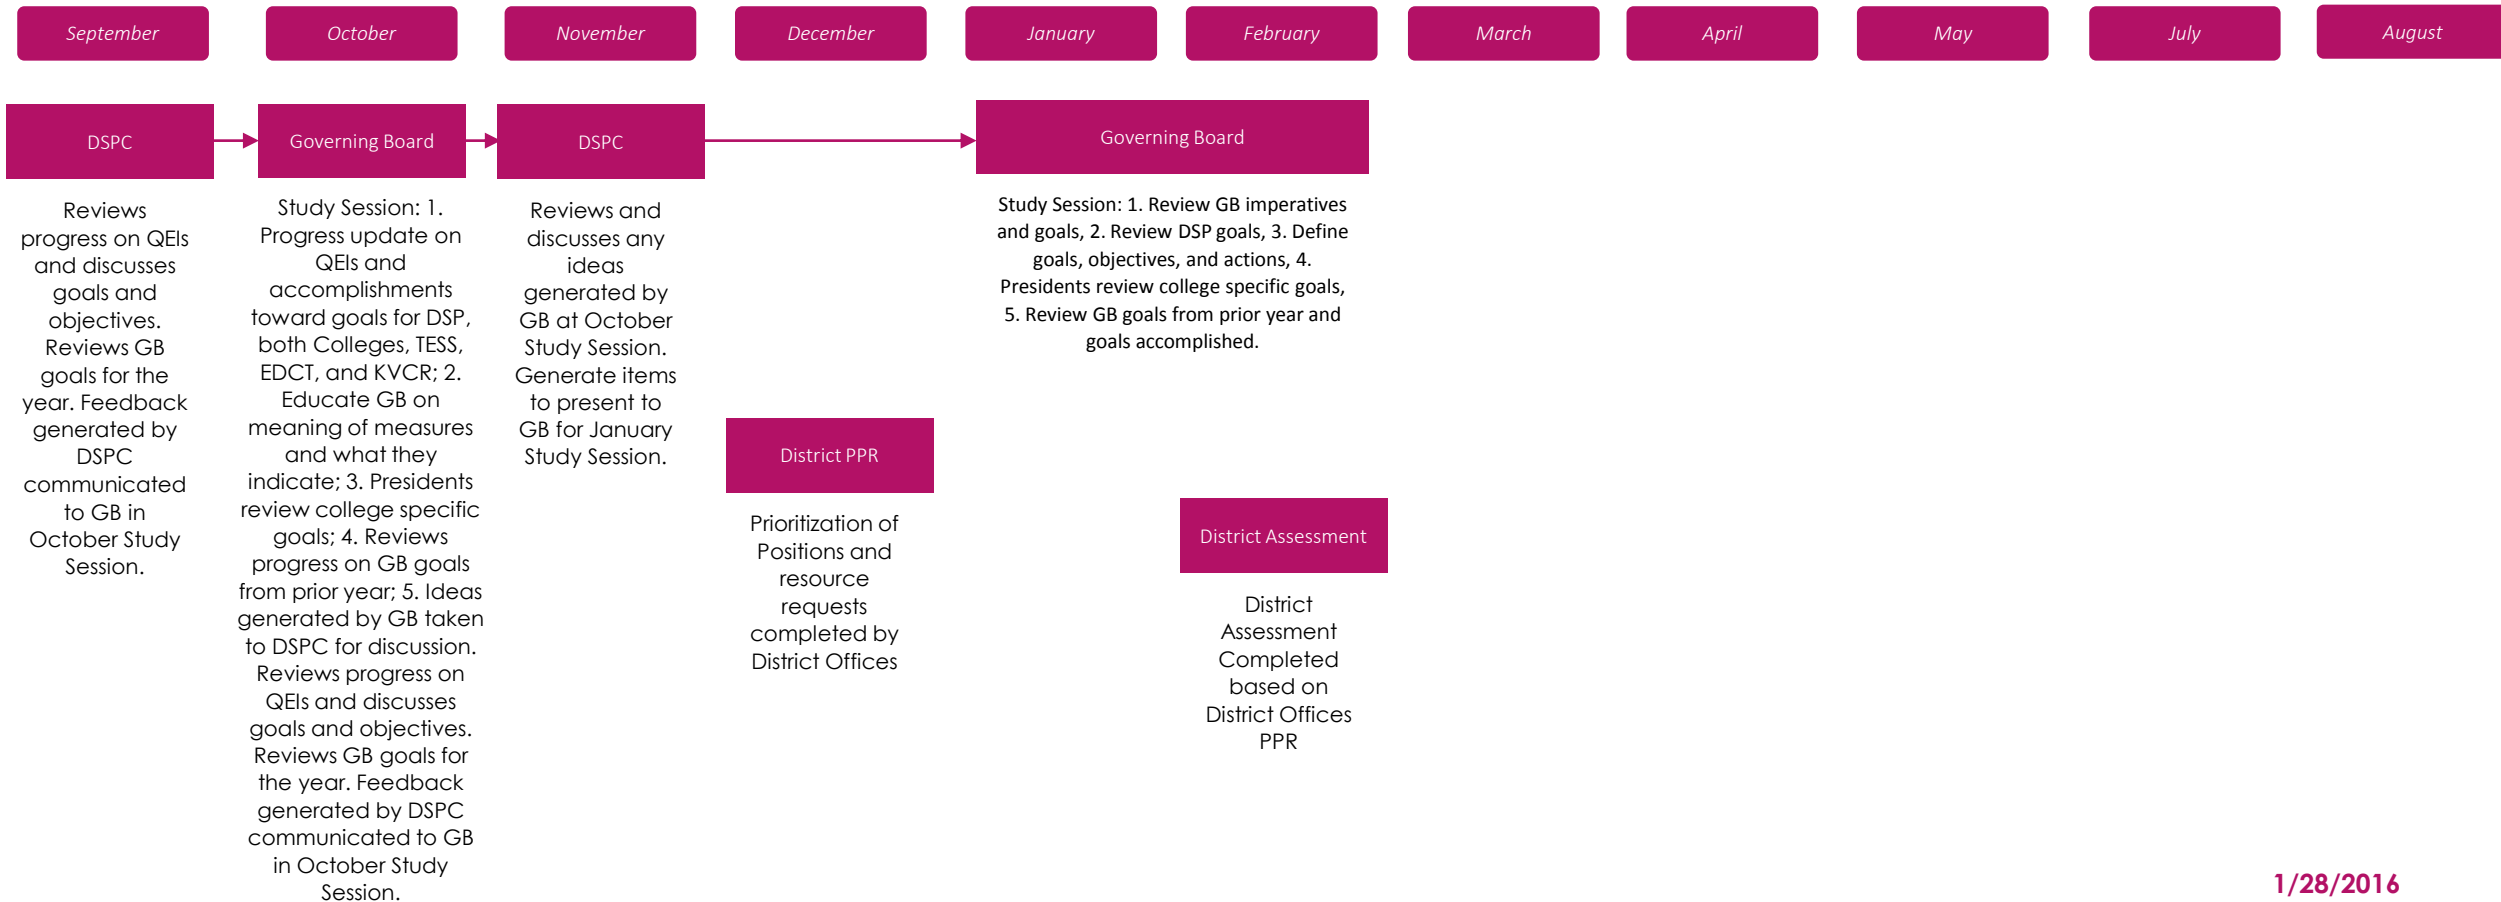 September
October
November
December
January
February
March
April
May
July
August
DSPC
Governing Board
DSPC
Governing Board
Reviews
progress on QEIs
and discusses
goals and
objectives.
Reviews GB
goals for the
year. Feedback
generated by
DSPC
communicated
to GB in
October Study
Session.
Study Session: 1.
Progress update on
QEIs and
accomplishments
toward goals for DSP,
both Colleges, TESS,
EDCT, and KVCR; 2.
Educate GB on
meaning of measures
and what they
indicate; 3. Presidents
review college specific
goals; 4. Reviews
progress on GB goals
from prior year; 5. Ideas
generated by GB taken
to DSPC for discussion.
Reviews progress on
QEIs and discusses
goals and objectives.
Reviews GB goals for
the year. Feedback
generated by DSPC
communicated to GB
in October Study
Session.
Reviews and
discusses any
ideas
generated by
GB at October
Study Session.
Generate items
to present to
GB for January
Study Session.
Study Session: 1. Review GB imperatives
and goals, 2. Review DSP goals, 3. Define
goals, objectives, and actions, 4.
Presidents review college specific goals,
5. Review GB goals from prior year and
goals accomplished.
District PPR
Prioritization of
Positions and
resource
requests
completed by
District Offices
District Assessment
District
Assessment
Completed
based on
District Offices
PPR
1/28/2016